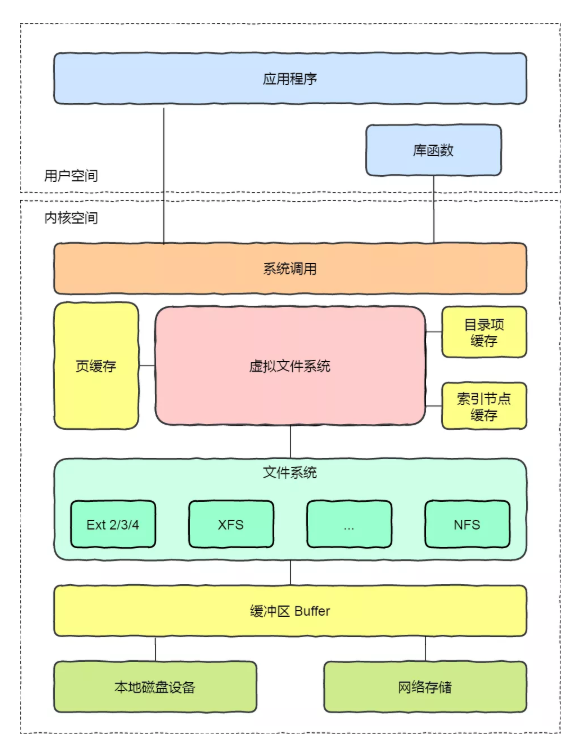 应用程序
库函数
用户空间
内核空间
系统调用
页缓存
虚拟文件系统
目录项
缓存
索引节点
缓存
文件系统
Ext 2/3/4
XFS
...
NFS
缓冲区 Buffer
本地磁盘设备
网络存储